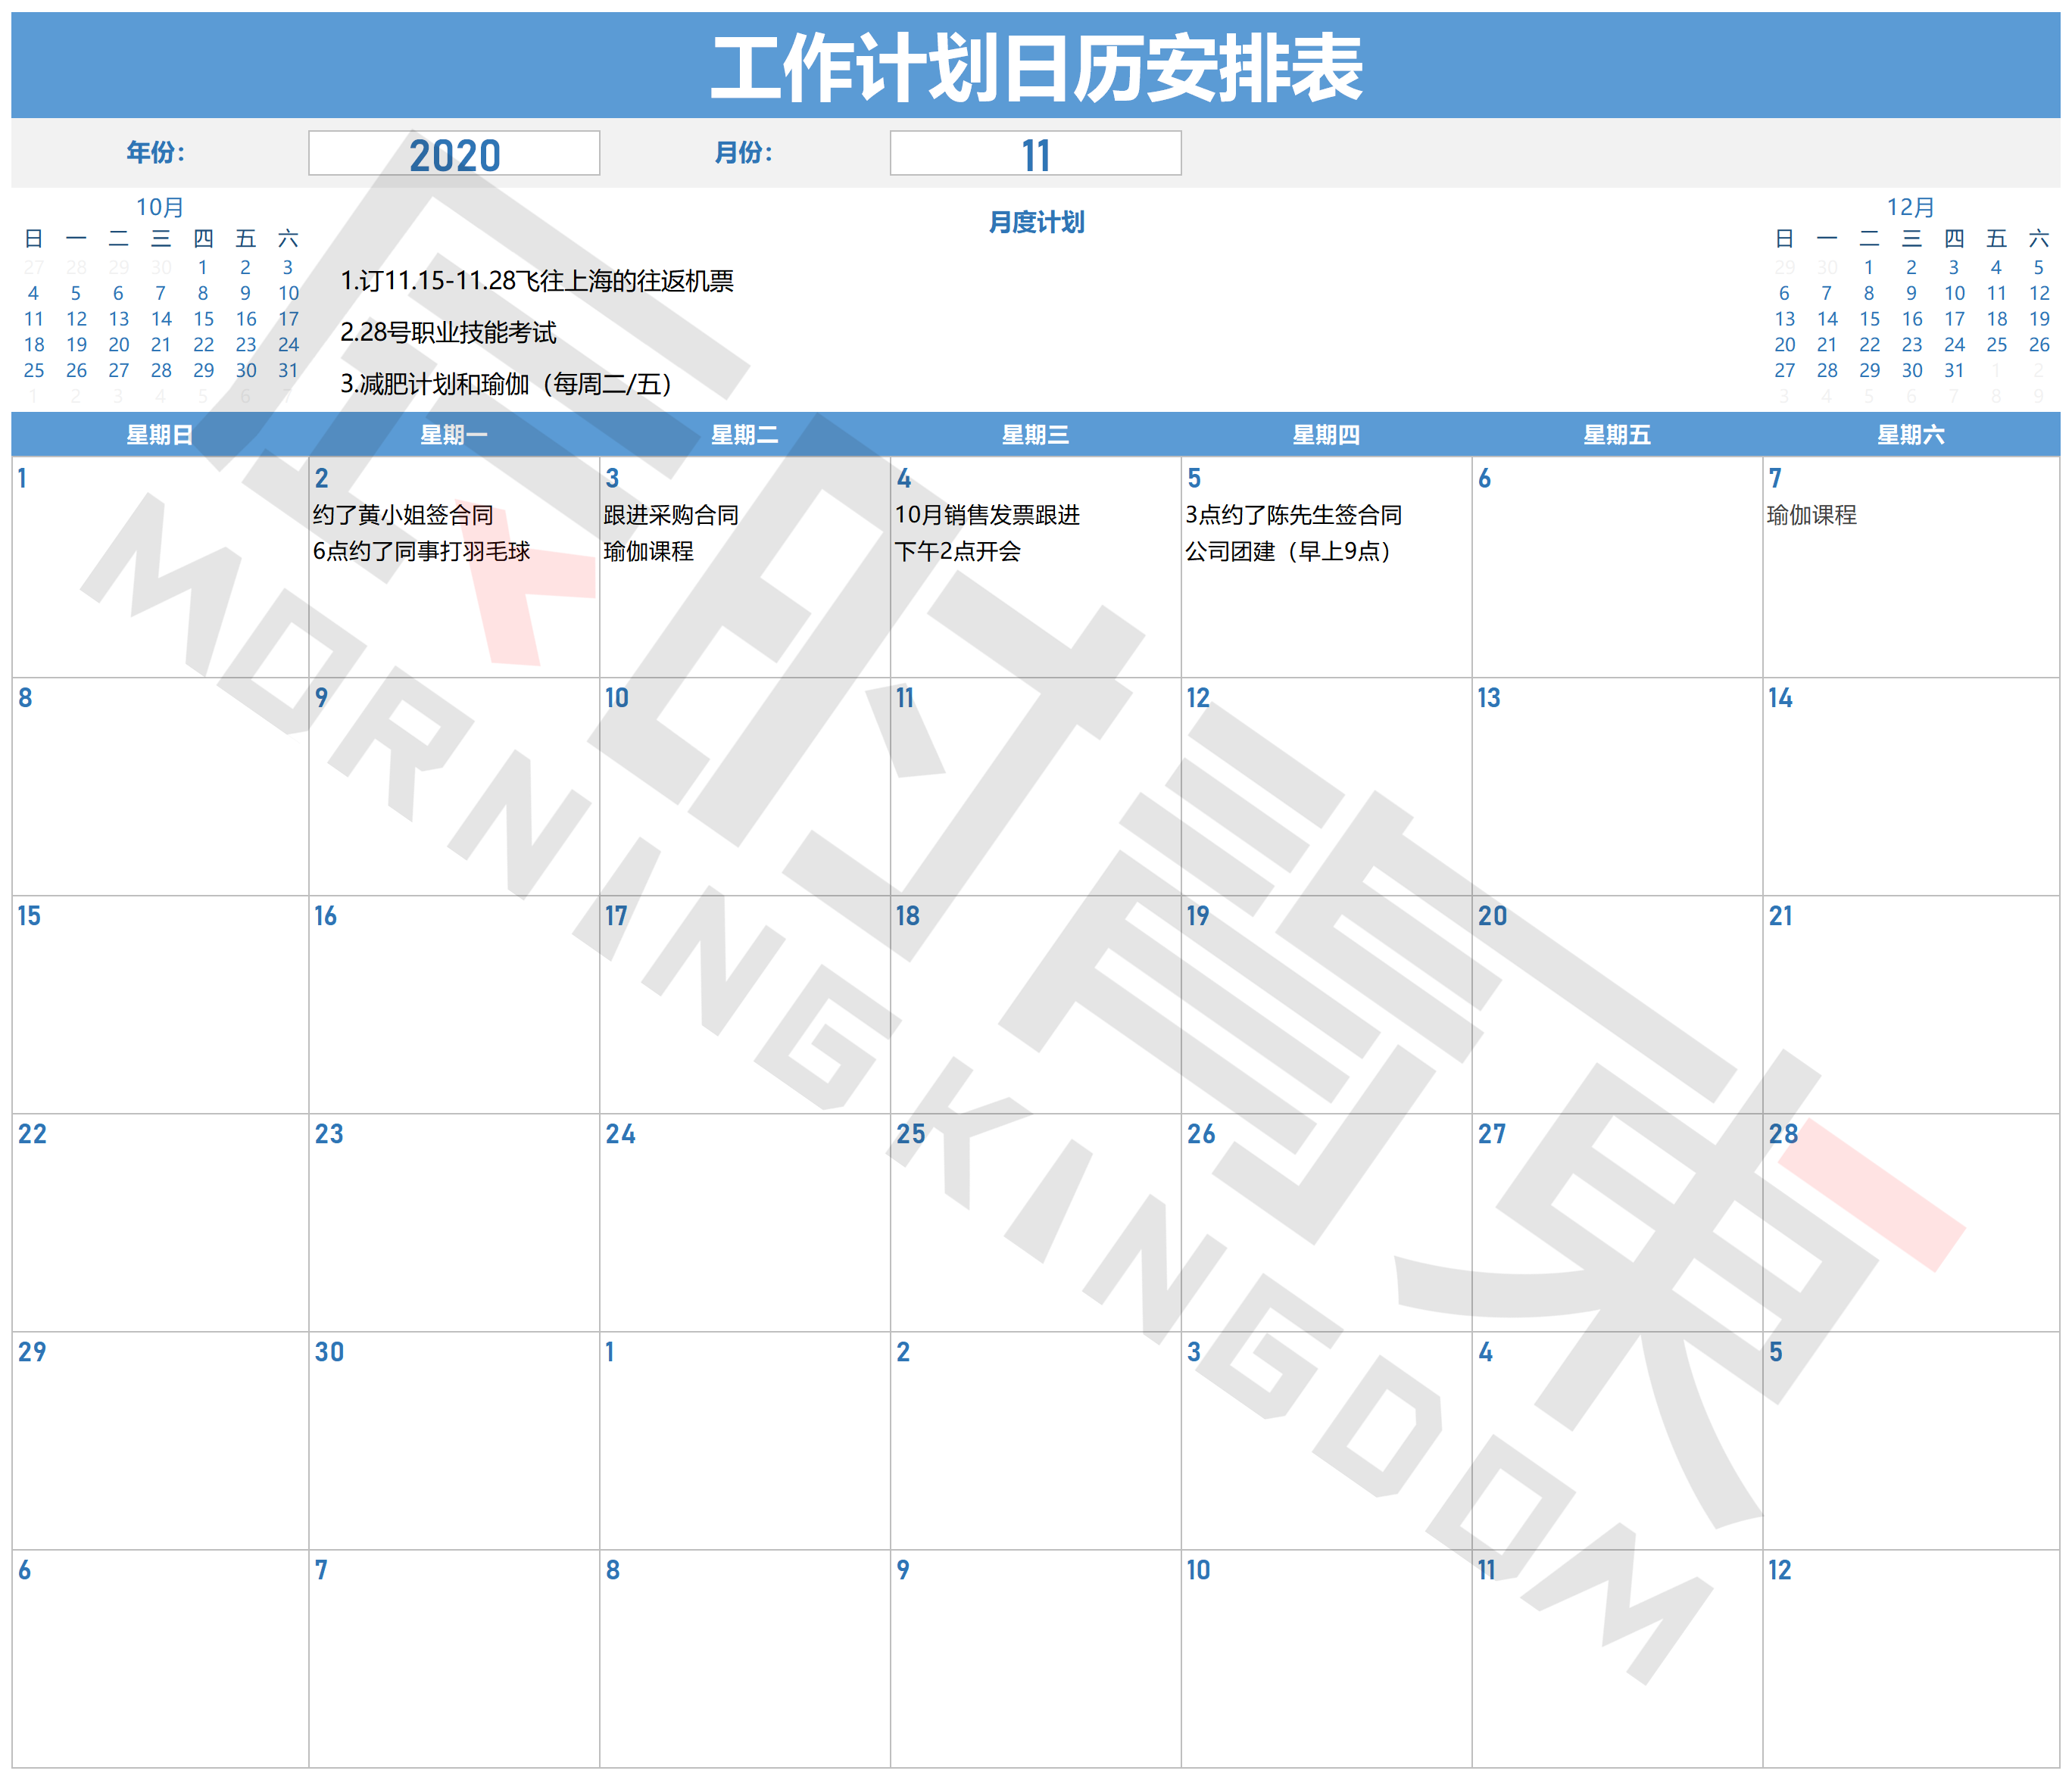 工作计划日历安排表
年份： 2020 月份： 11
10月
日 一 二 三 四 五 六
27 28 29 30 1 2 3
4 5 6 7 8 9 10
11 12 13 14 15 16 17
18 19 20 21 22 23 24
25 26 27 28 29 30 31
1 2 3 4 5 6 7
月度计划
1.订11.15-11.28飞往上海的往返机票
2.28号职业技能考试
3.减肥计划和瑜伽（每周二/五）
12月
日 一 二 三 四 五 六
29 30 1 2 3 4 5
6 7 8 9 10 11 12
13 14 15 16 17 18 19
20 21 22 23 24 25 26
27 28 29 30 31 1 2
3 4 5 6 7 8 9
星期日 星期一 星期二 星期三 星期四 星期五 星期六
1 2 3 4 5 6 7
约了黄小姐签合同 跟进采购合同 10月销售发票跟进 3点约了陈先生签合同 瑜伽课程
6点约了同事打羽毛球 瑜伽课程 下午2点开会 公司团建（早上9点）
8 9 10 11 12 13 14
15 16 17 18 19 20 21
22 23 24 25 26 27 28
29 30 1 2 3 4 5
6 7 8 9 10 11 12
MORNING KINGDOM